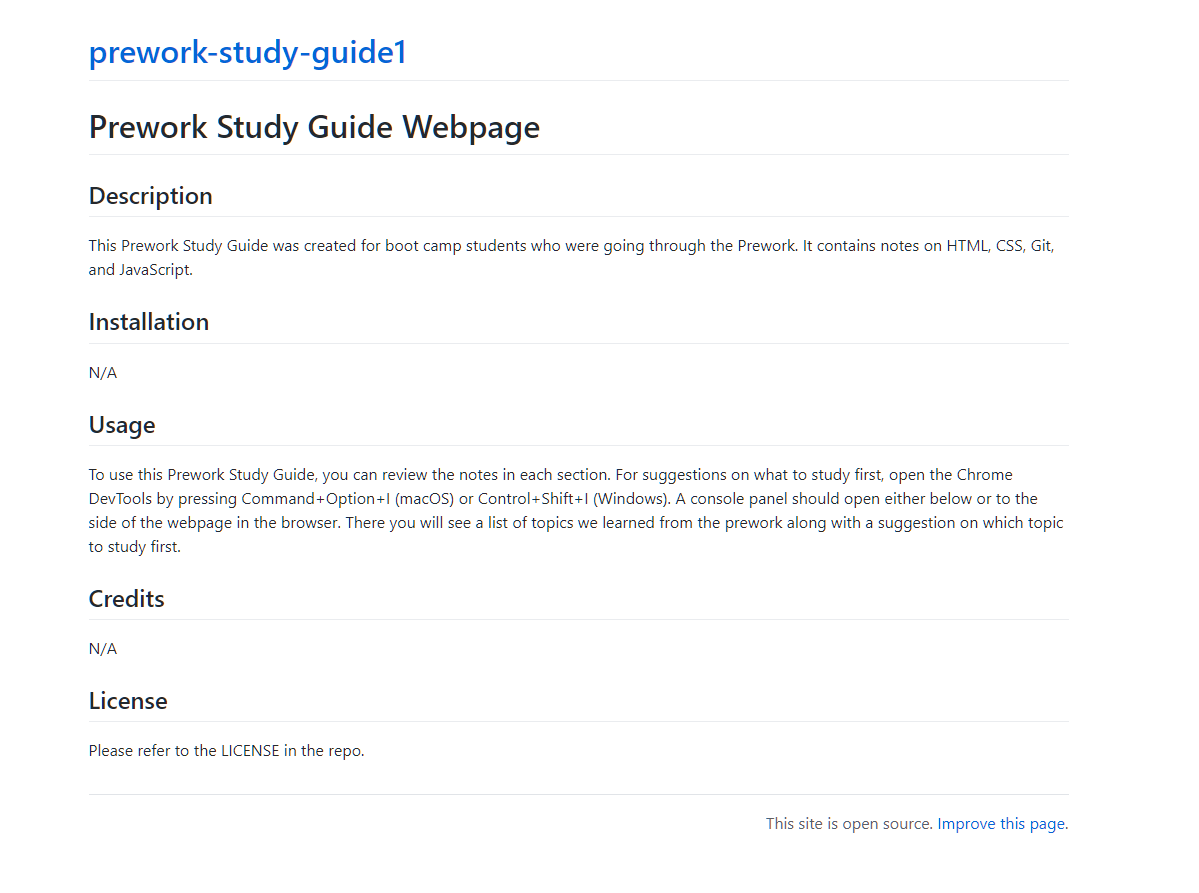 prework-study-guide1
Prework Study Guide Webpage
Description
This Prework Study Guide was created for boot camp students who were going through the Prework. It contains notes on HTML, CSS, Git,
and JavaScript.
Installation
N/A
Usage
To use this Prework Study Guide, you can review the notes in each section. For suggestions on what to study first, open the Chrome
DevTools by pressing Command+Option+I (macOS) or Control+Shift+I (Windows). A console panel should open either below or to the
side of the webpage in the browser. There you will see a list of topics we learned from the prework along with a suggestion on which topic
to study first.
Credits
N/A
License
Please refer to the LICENSE in the repo.
This site is open source. Improve this page.